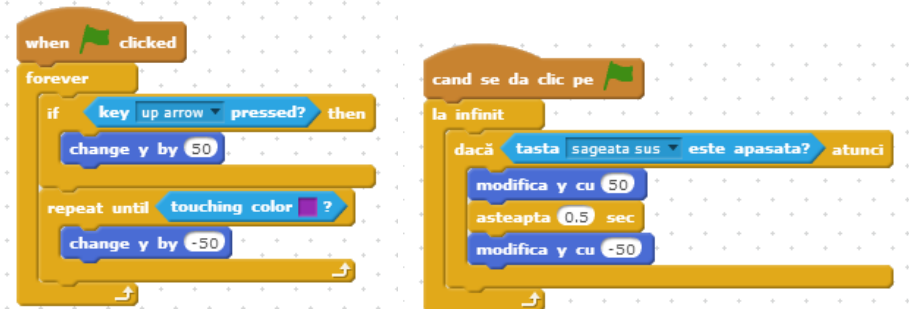 when clicked
forever
if key up arrow pressed? then
change y by 50
repeat until touching color ?
change y by -50
cand se da clic pe
la infinit
dacă tasta sageata sus este apasata? atunci
modifica y cu 50
asteapta 0.5 sec
modifica y cu -50